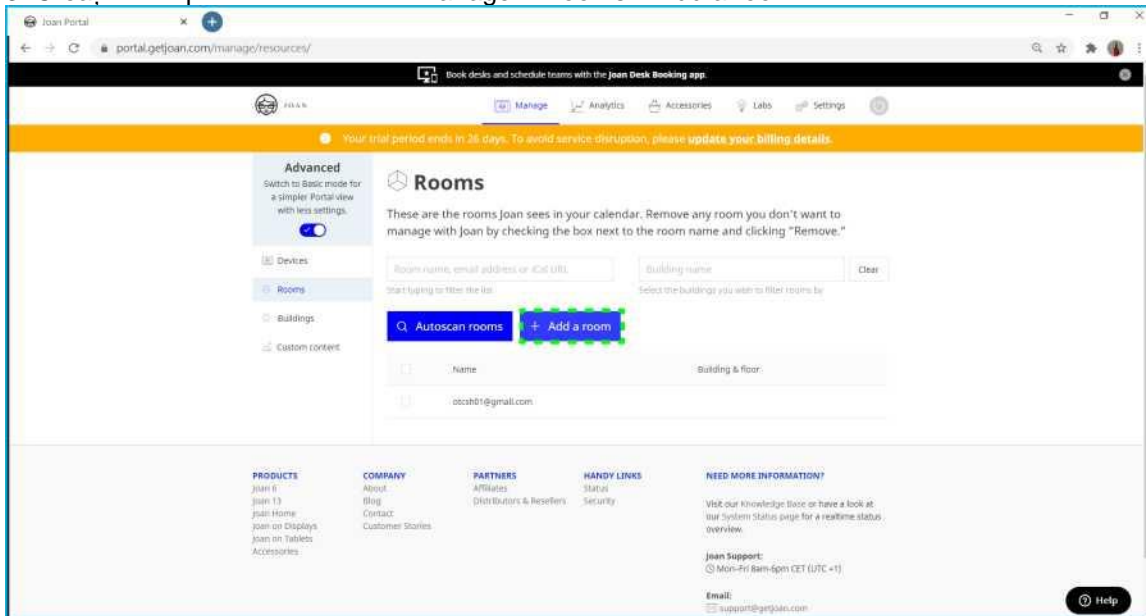 Joan Portal
portal.getjoan.com/manage/resources/
Book desks and schedule teams with the Joan Desk Booking app.
JOAN
Manage
Analytics
Accessories
Labs
Settings
Your trial period ends in 26 days. To avoid service disruption, please update your billing details.
Advanced
Switch to Basic mode for
a simpler Portal view
with less settings.
Devices
Rooms
Buildings
Custom content
Rooms
These are the rooms Joan sees in your calendar. Remove any room you don't want to
manage with Joan by checking the box next to the room name and clicking "Remove."
Room name, email address or iCal URL
Building name
Clear
Start typing to filter the list
Select the buildings you wish to filter rooms by
Autoscan rooms
+ Add a room
Name
Building & floor
otcsh01@gmail.com
PRODUCTS
Joan 6
Joan 13
Joan Home
Joan on Displays
Joan on Tablets
Accessories
COMPANY
About
Blog
Contact
Customer Stories
PARTNERS
Affiliates
Distributors & Resellers
HANDY LINKS
Status
Security
NEED MORE INFORMATION?
Visit our Knowledge Base or have a look at
our System Status page for a realtime status
overview.
Joan Support:
Mon–Fri 8am-6pm CET (UTC +1)
Email:
support@getjoan.com
Help